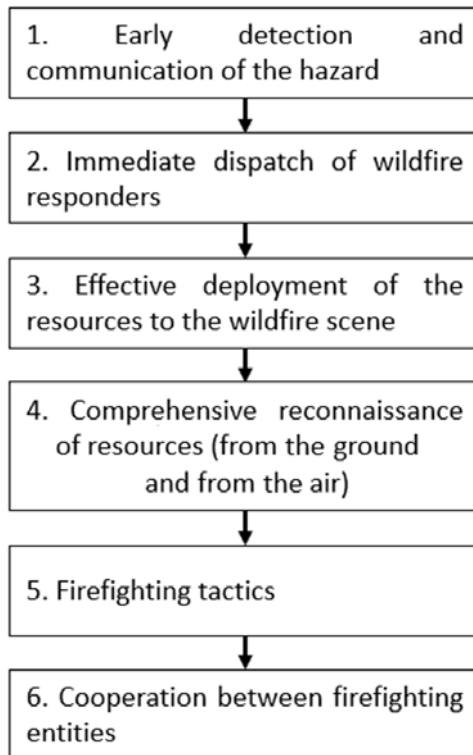 1. Early detection and
communication of the hazard
2. Immediate dispatch of wildfire
responders
3. Effective deployment of the
resources to the wildfire scene
4. Comprehensive reconnaissance
of resources (from the ground
and from the air)
5. Firefighting tactics
6. Cooperation between firefighting
entities